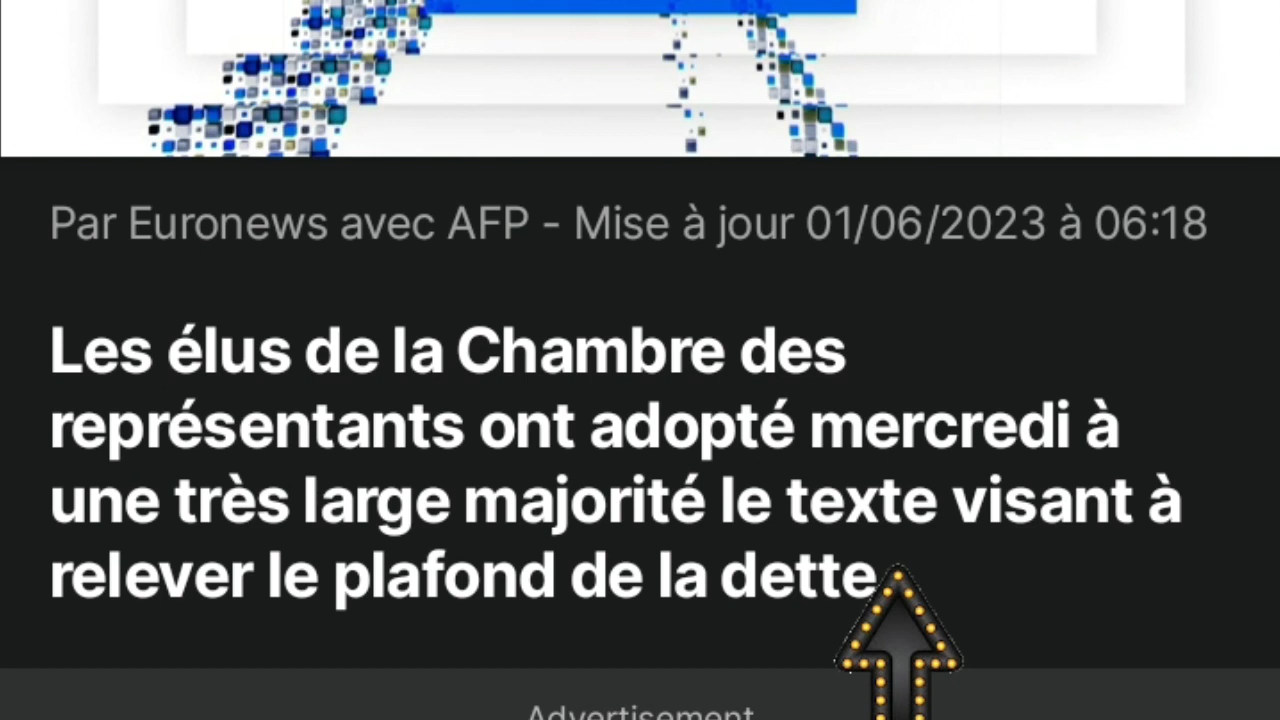 Par Euronews avec AFP - Mise à jour 01/06/2023 à 06:18
Les élus de la Chambre des
représentants ont adopté mercredi à
une très large majorité le texte visant à
relever le plafond de la dette
Advertisement